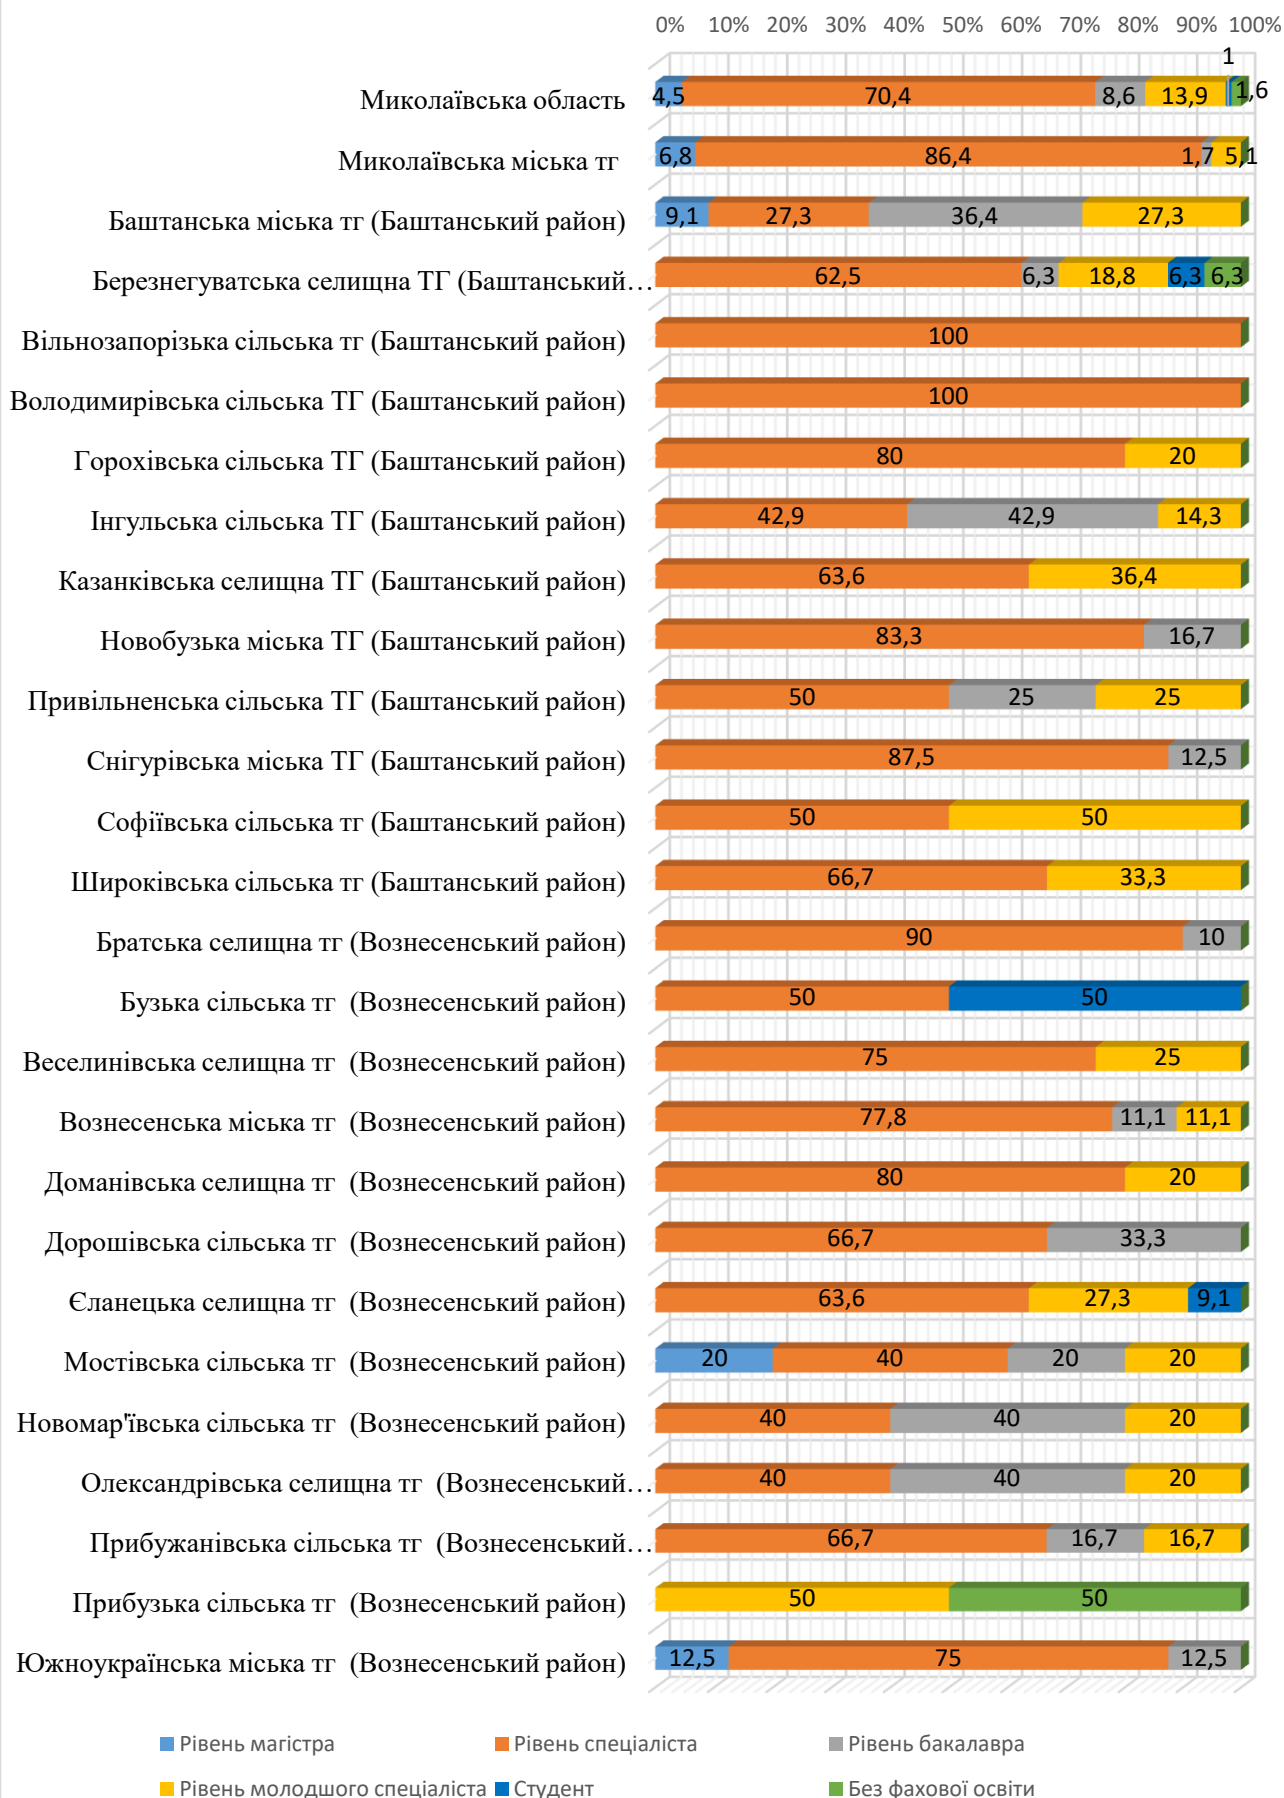 0% 10% 20% 30% 40% 50% 60% 70% 80% 90% 100%
1
Миколаївська область 4,5 70,4 8,6 13,9 1,6
Миколаївська міська тг 6,8 86,4 1,7 5,1
Баштанська міська тг (Баштанський район) 9,1 27,3 36,4 27,3
Березнегуватська селищна ТГ (Баштанський… 62,5 6,3 18,8 6,3 6,3
Вільнозапорізька сільська тг (Баштанський район) 100
Володимирівська сільська ТГ (Баштанський район) 100
Горохівська сільська ТГ (Баштанський район) 80 20
Інгульська сільська ТГ (Баштанський район) 42,9 42,9 14,3
Казанківська селищна ТГ (Баштанський район) 63,6 36,4
Новобузька міська ТГ (Баштанський район) 83,3 16,7
Привільненська сільська ТГ (Баштанський район) 50 25 25
Снігурівська міська ТГ (Баштанський район) 87,5 12,5
Софіївська сільська тг (Баштанський район) 50 50
Широківська сільська тг (Баштанський район) 66,7 33,3
Братська селищна тг (Вознесенський район) 90 10
Бузька сільська тг (Вознесенський район) 50 50
Веселинівська селищна тг (Вознесенський район) 75 25
Вознесенська міська тг (Вознесенський район) 77,8 11,1 11,1
Доманівська селищна тг (Вознесенський район) 80 20
Дорошівська сільська тг (Вознесенський район) 66,7 33,3
Єланецька селищна тг (Вознесенський район) 63,6 27,3 9,1
Мостівська сільська тг (Вознесенський район) 20 40 20 20
Новомар'ївська сільська тг (Вознесенський район) 40 40 20
Олександрівська селищна тг (Вознесенський… 40 40 20
Прибужанівська сільська тг (Вознесенський… 66,7 16,7 16,7
Прибузька сільська тг (Вознесенський район) 50 50
Южноукраїнська міська тг (Вознесенський район) 12,5 75 12,5
Рівень магістра Рівень спеціаліста Рівень бакалавра
Рівень молодшого спеціаліста Студент Без фахової освіти